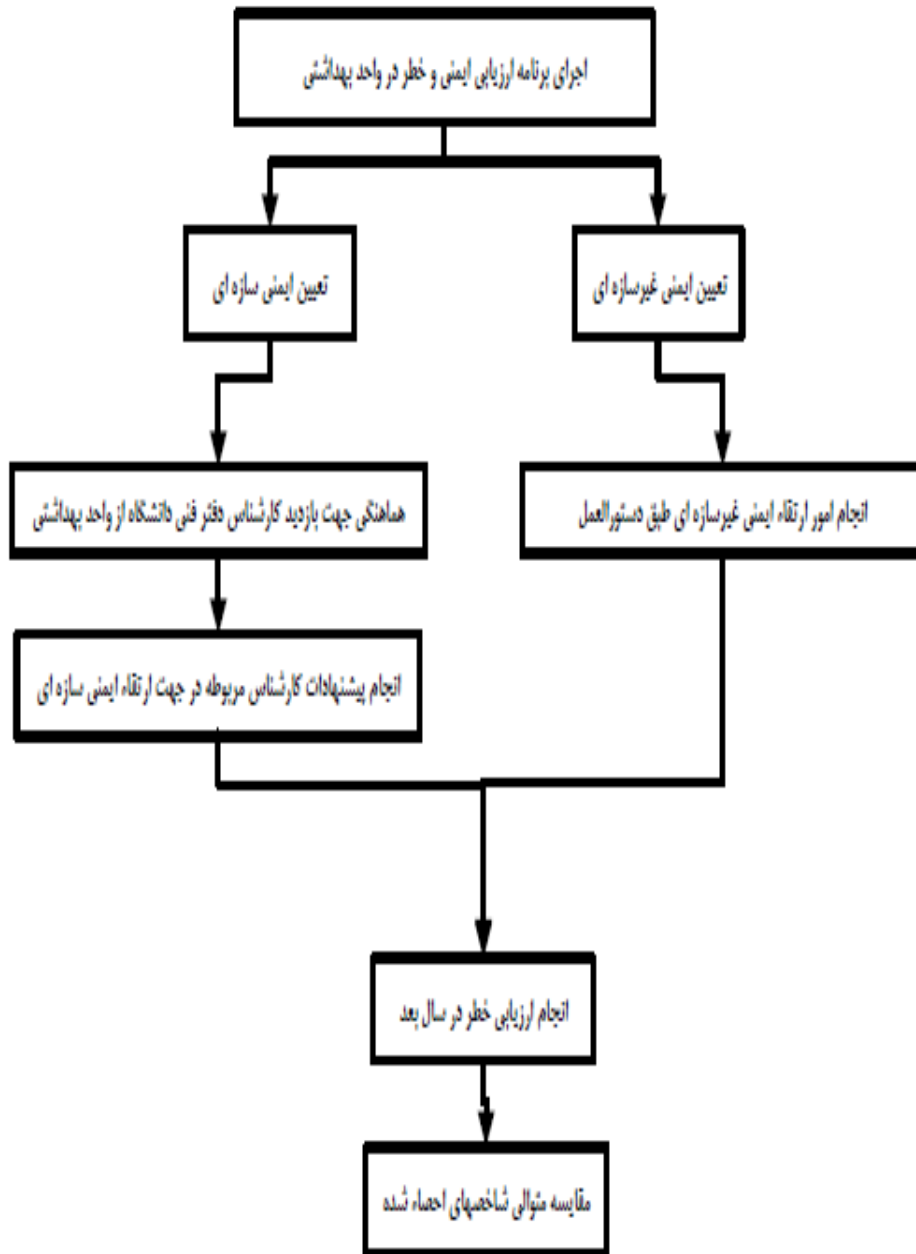 اجرای برنامه ارزیابی ایمنی و خطر در واحد بهداشتی
تعیین ایمنی غیرسازه ای
تعیین ایمنی سازه ای
انجام امور ارتقاء ایمنی غیرسازه ای طبق دستورالعمل
هماهنگی جهت بازدید کارشناس دفتر فنی دانشگاه از واحد بهداشتی
انجام پیشنهادات کارشناس مربوطه در جهت ارتقاء ایمنی سازه ای
انجام ارزیابی خطر در سال بعد
مقایسه متوالی شاخصهای احصاء شده